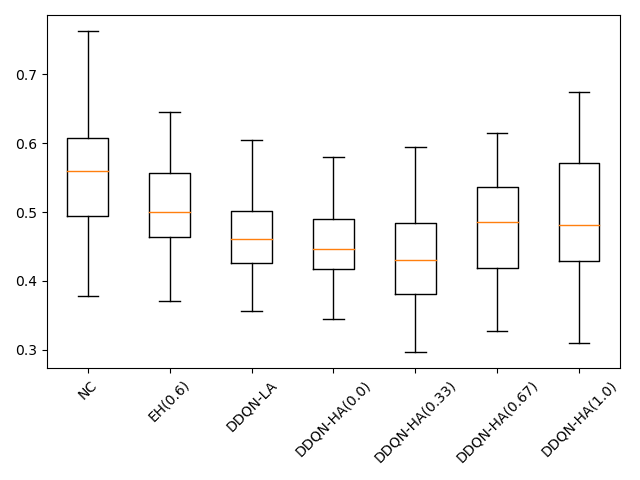 0.7
0.6
0.5
0.4
0.3
NC
EH(0.6)
DDQN-LA
DDQN-HA(0.0)
DDQN-HA(0.33)
DDQN-HA(0.67)
DDQN-HA(1.0)